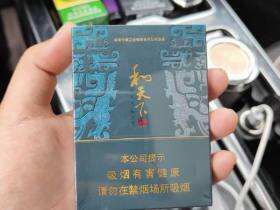 和天下
本公司提示
吸烟有害健康
请勿在禁烟场所吸烟